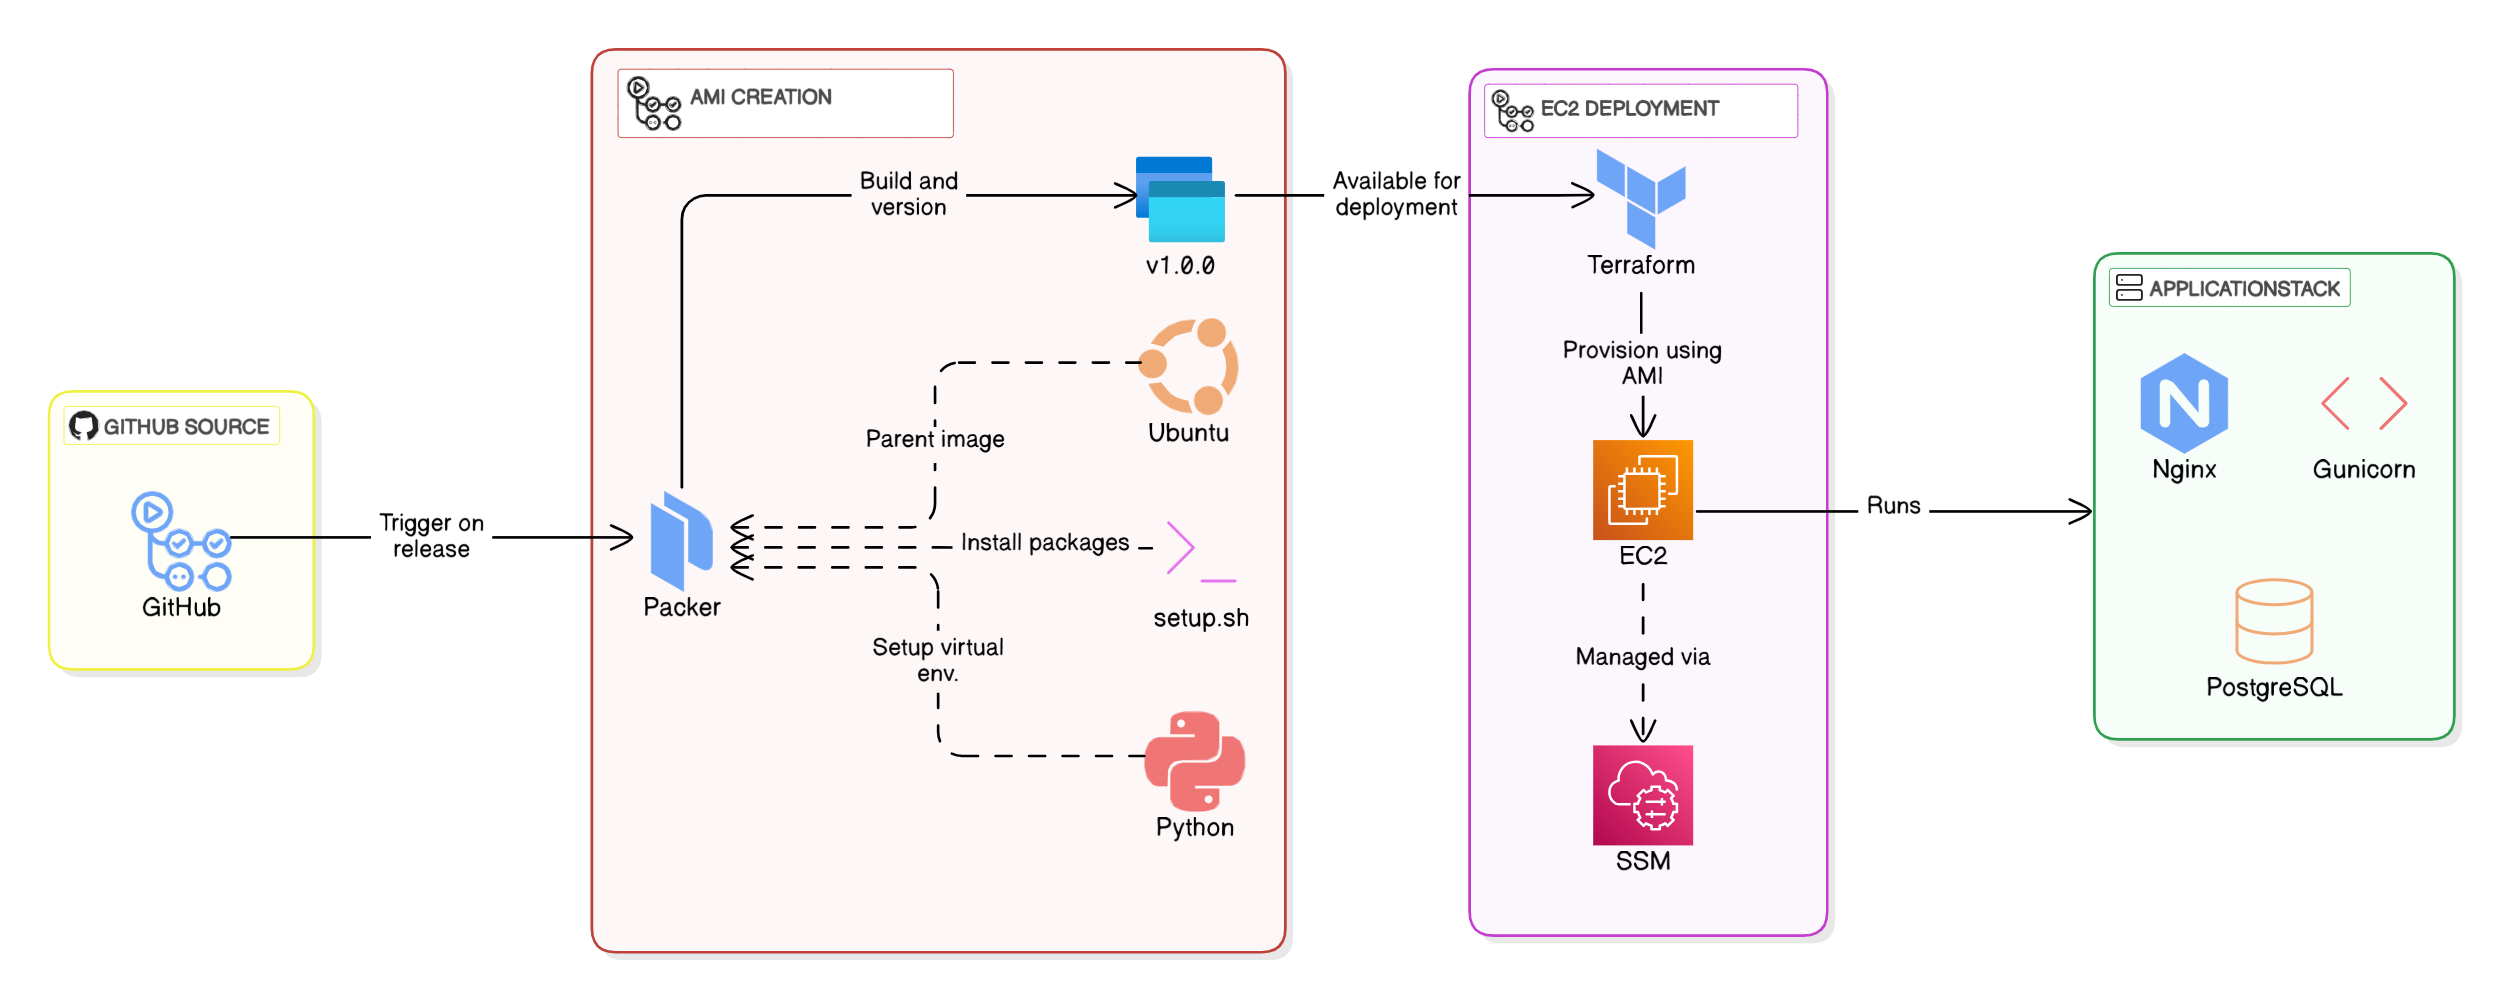 GITHUB SOURCE
GitHub
Trigger on
release
AMI CREATION
Packer
Build and
version
v1.0.0
Parent image
Ubuntu
Install packages
setup.sh
Setup virtual
env.
Python
Available for
deployment
EC2 DEPLOYMENT
Terraform
Provision using
AMI
EC2
Managed via
SSM
Runs
APPLICATIONSTACK
Nginx
Gunicorn
PostgreSQL